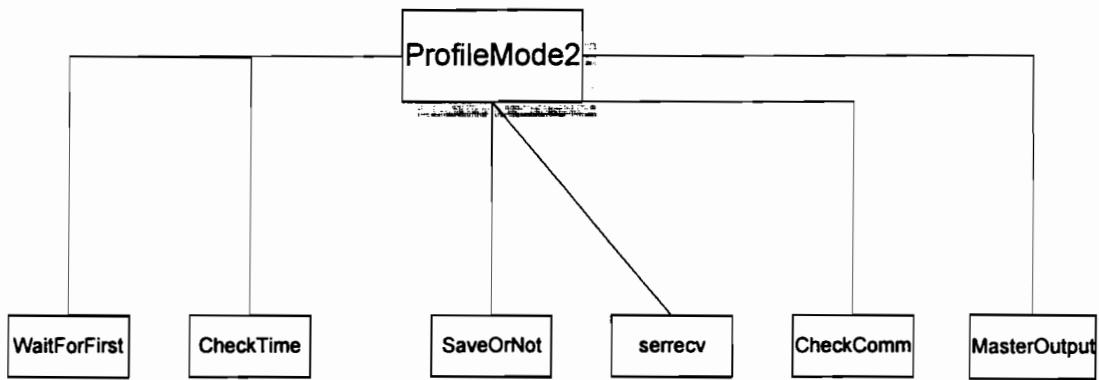 ProfileMode2
WaitForFirst
CheckTime
SaveOrNot
serrecv
CheckComm
MasterOutput